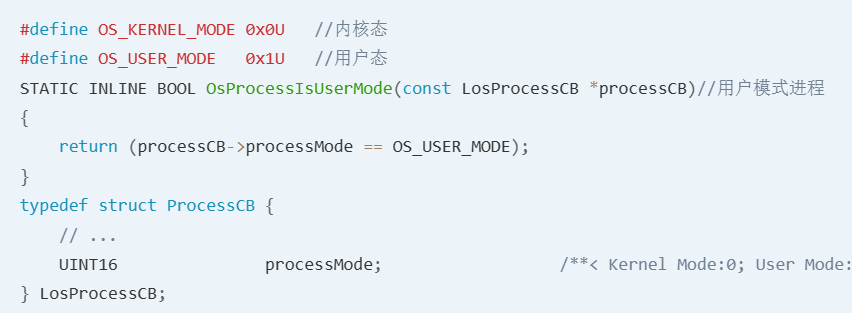 #define OS_KERNEL_MODE 0x0U   //内核态
#define OS_USER_MODE   0x1U   //用户态
STATIC INLINE BOOL OsProcessIsUserMode(const LosProcessCB *processCB)//用户模式进程
{
    return (processCB->processMode == OS_USER_MODE);
}
typedef struct ProcessCB {
    // ...
    UINT16               processMode;                  /**< Kernel Mode:0; User Mode:
} LosProcessCB;